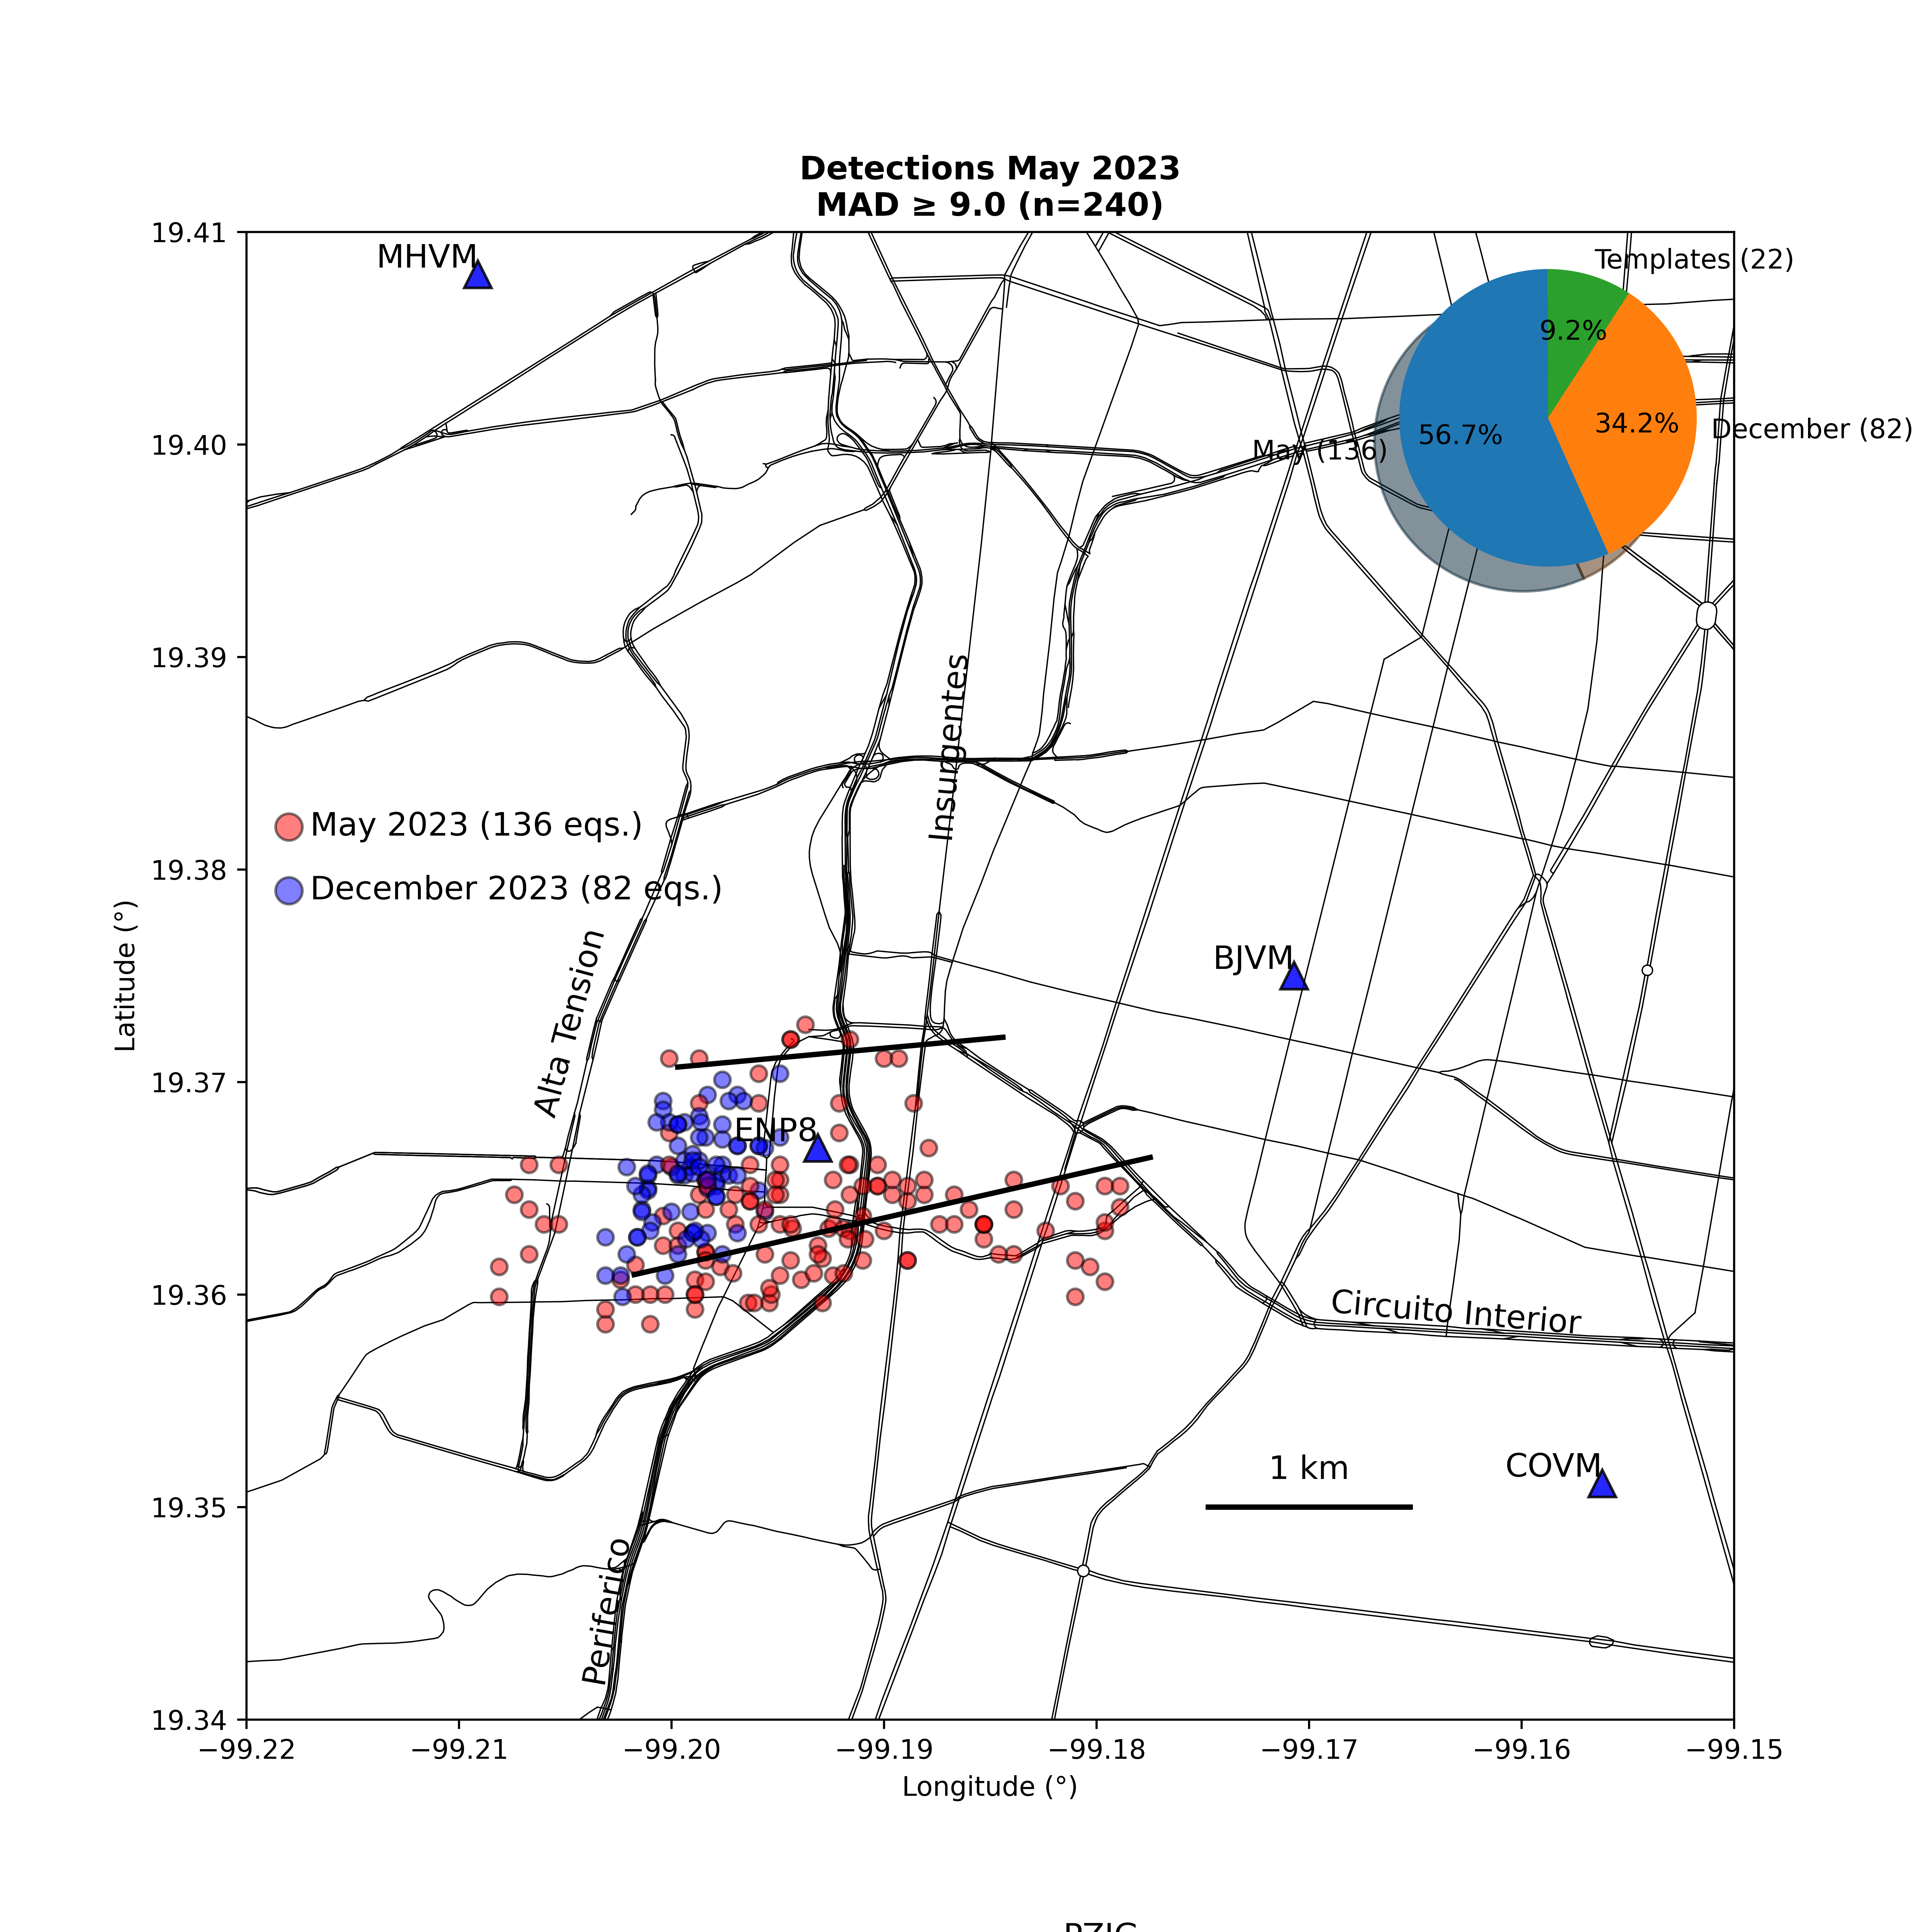 Detections May 2023
MAD ≥ 9.0 (n=240)
19.41
19.40
19.39
19.38
19.37
19.36
19.35
19.34
Latitude (°)
MHVM
Templates (22)
9.2%
34.2%
56.7%
December (82)
May (136)
Insurgentes
May 2023 (136 eqs.)
December 2023 (82 eqs.)
Alta Tension
BJVM
ENP8
Circuito Interior
1 km
COVM
Periferico
−99.22
−99.21
−99.20
−99.19
−99.18
−99.17
−99.16
−99.15
Longitude (°)